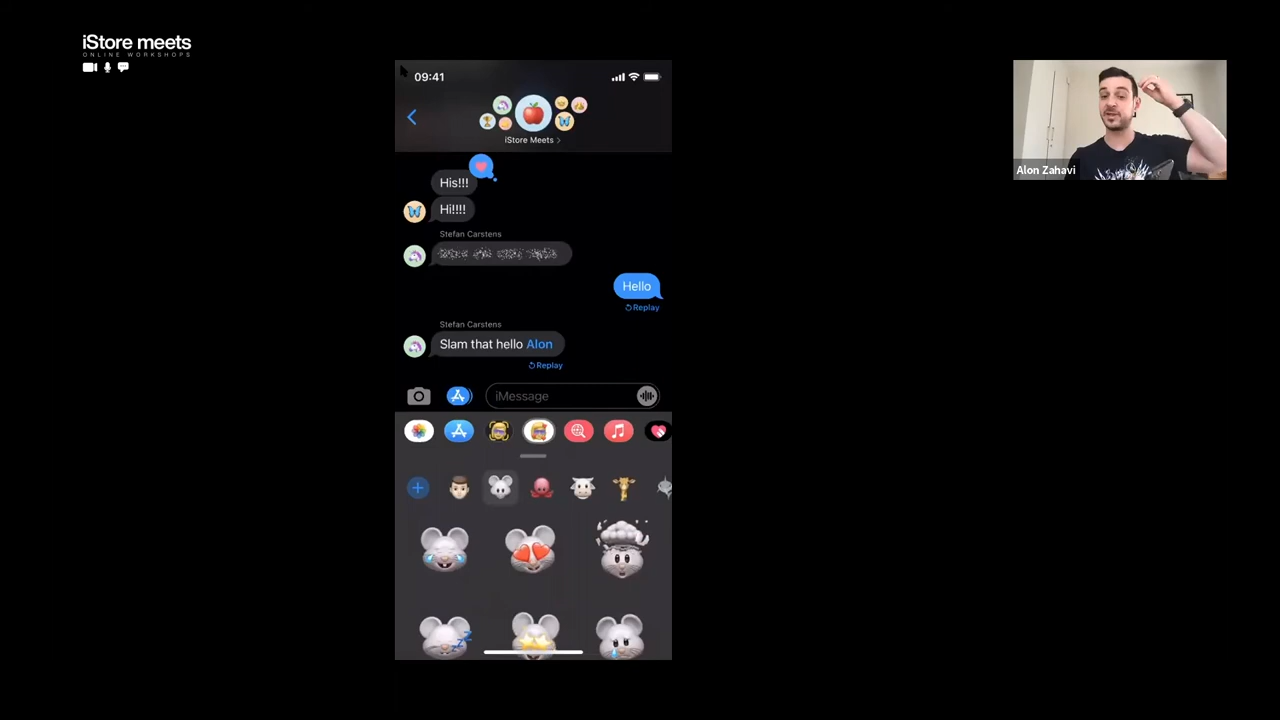 iStore meets
ONLINE WORKSHOPS
09:41
iStore Meets
His!!!
Hi!!!!
Stefan Carstens
Hello
Replay
Stefan Carstens
Slam that hello Alon
Replay
iMessage
Alon Zahavi